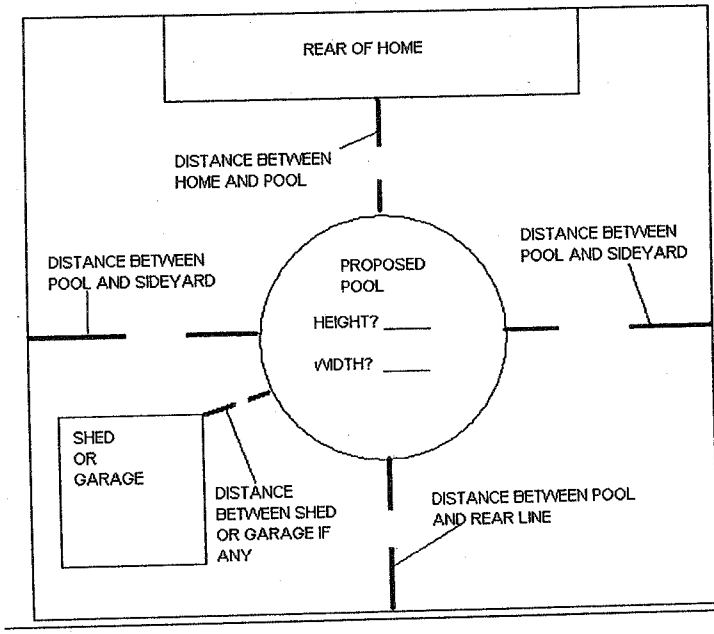 REAR OF HOME
DISTANCE BETWEEN
HOME AND POOL
DISTANCE BETWEEN
POOL AND SIDEYARD
PROPOSED
POOL
HEIGHT? _____
WIDTH? _____
DISTANCE BETWEEN
POOL AND SIDEYARD
SHED
OR
GARAGE
DISTANCE
BETWEEN SHED
OR GARAGE IF
ANY
DISTANCE BETWEEN POOL
AND REAR LINE